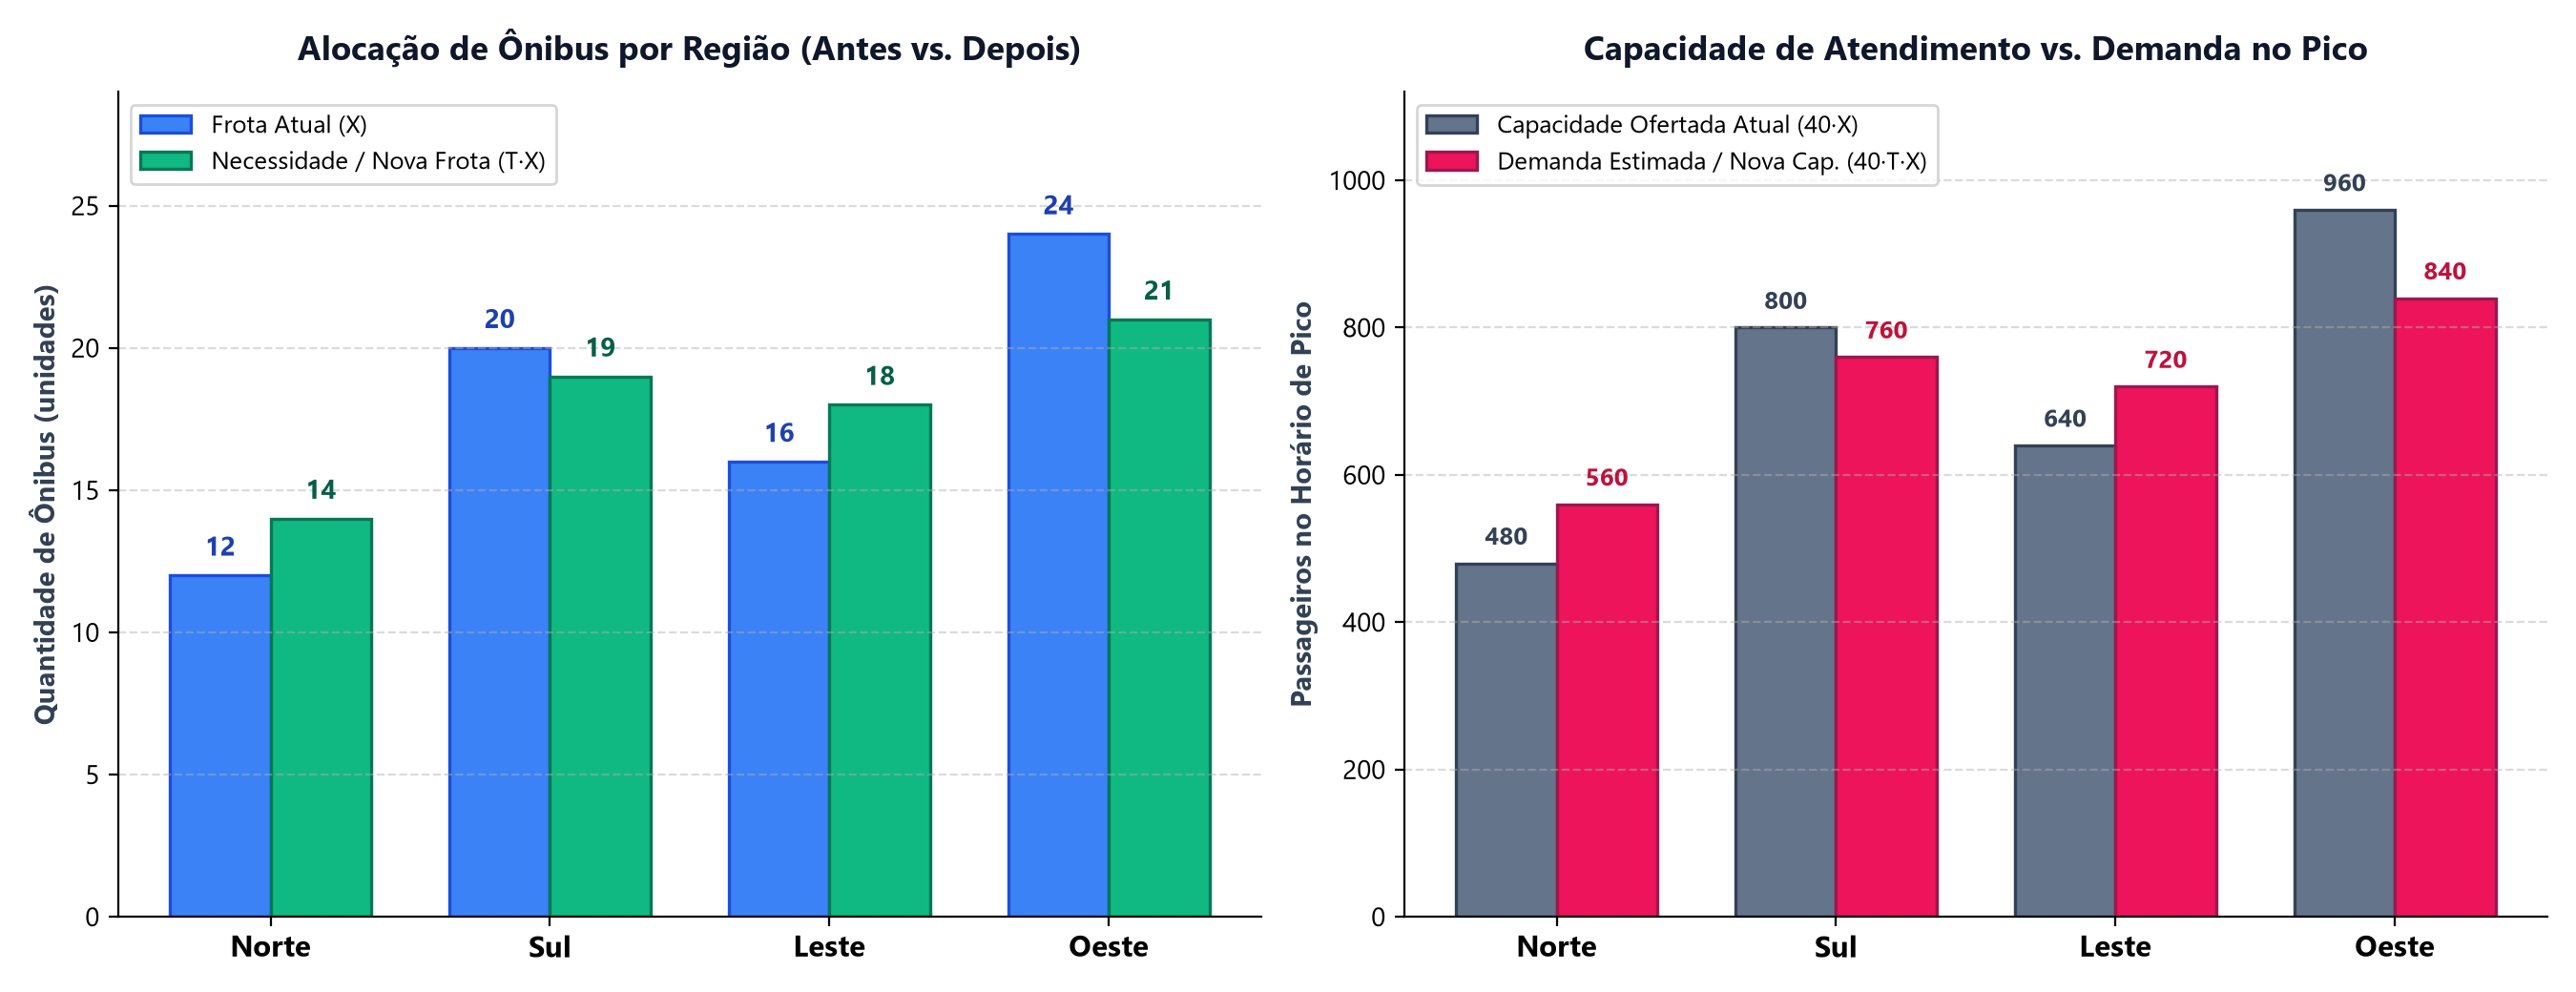 Alocação de Ônibus por Região (Antes vs. Depois)
Frota Atual (X)
Necessidade / Nova Frota (T·X)
Quantidade de Ônibus (unidades)
25
20
15
10
5
0
12
14
20
19
16
18
24
21
Norte
Sul
Leste
Oeste
Capacidade de Atendimento vs. Demanda no Pico
Capacidade Ofertada Atual (40·X)
Demanda Estimada / Nova Cap. (40·T·X)
Passageiros no Horário de Pico
1000
800
600
400
200
0
480
560
800
760
640
720
960
840
Norte
Sul
Leste
Oeste